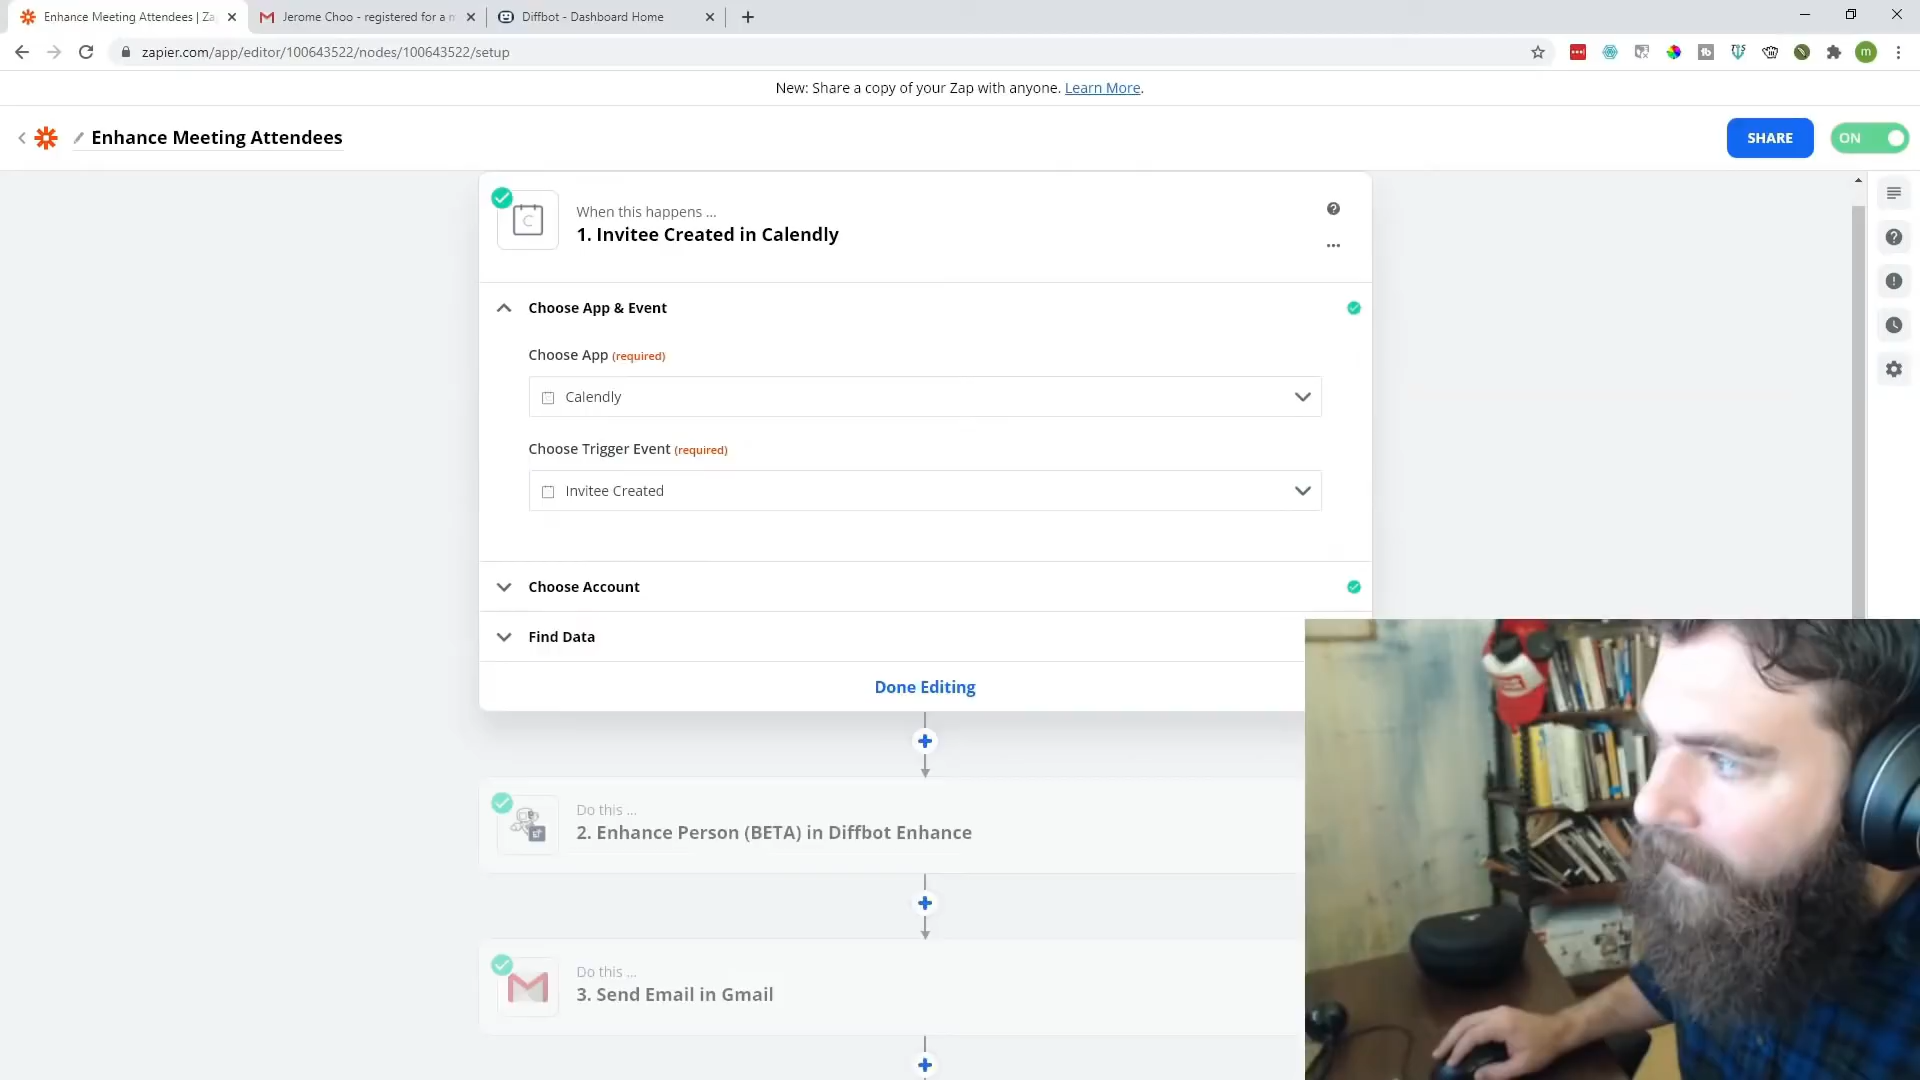 Enhance Meeting Attendees | Za
Jerome Choo - registered for a m
Diffbot - Dashboard Home
zapier.com/app/editor/100643522/nodes/100643522/setup
m
New: Share a copy of your Zap with anyone. Learn More.
Enhance Meeting Attendees
SHARE
ON
When this happens ...
1. Invitee Created in Calendly
Choose App & Event
Choose App (required)
Calendly
Choose Trigger Event (required)
Invitee Created
Choose Account
Find Data
Done Editing
Do this ...
2. Enhance Person (BETA) in Diffbot Enhance
Do this ...
3. Send Email in Gmail